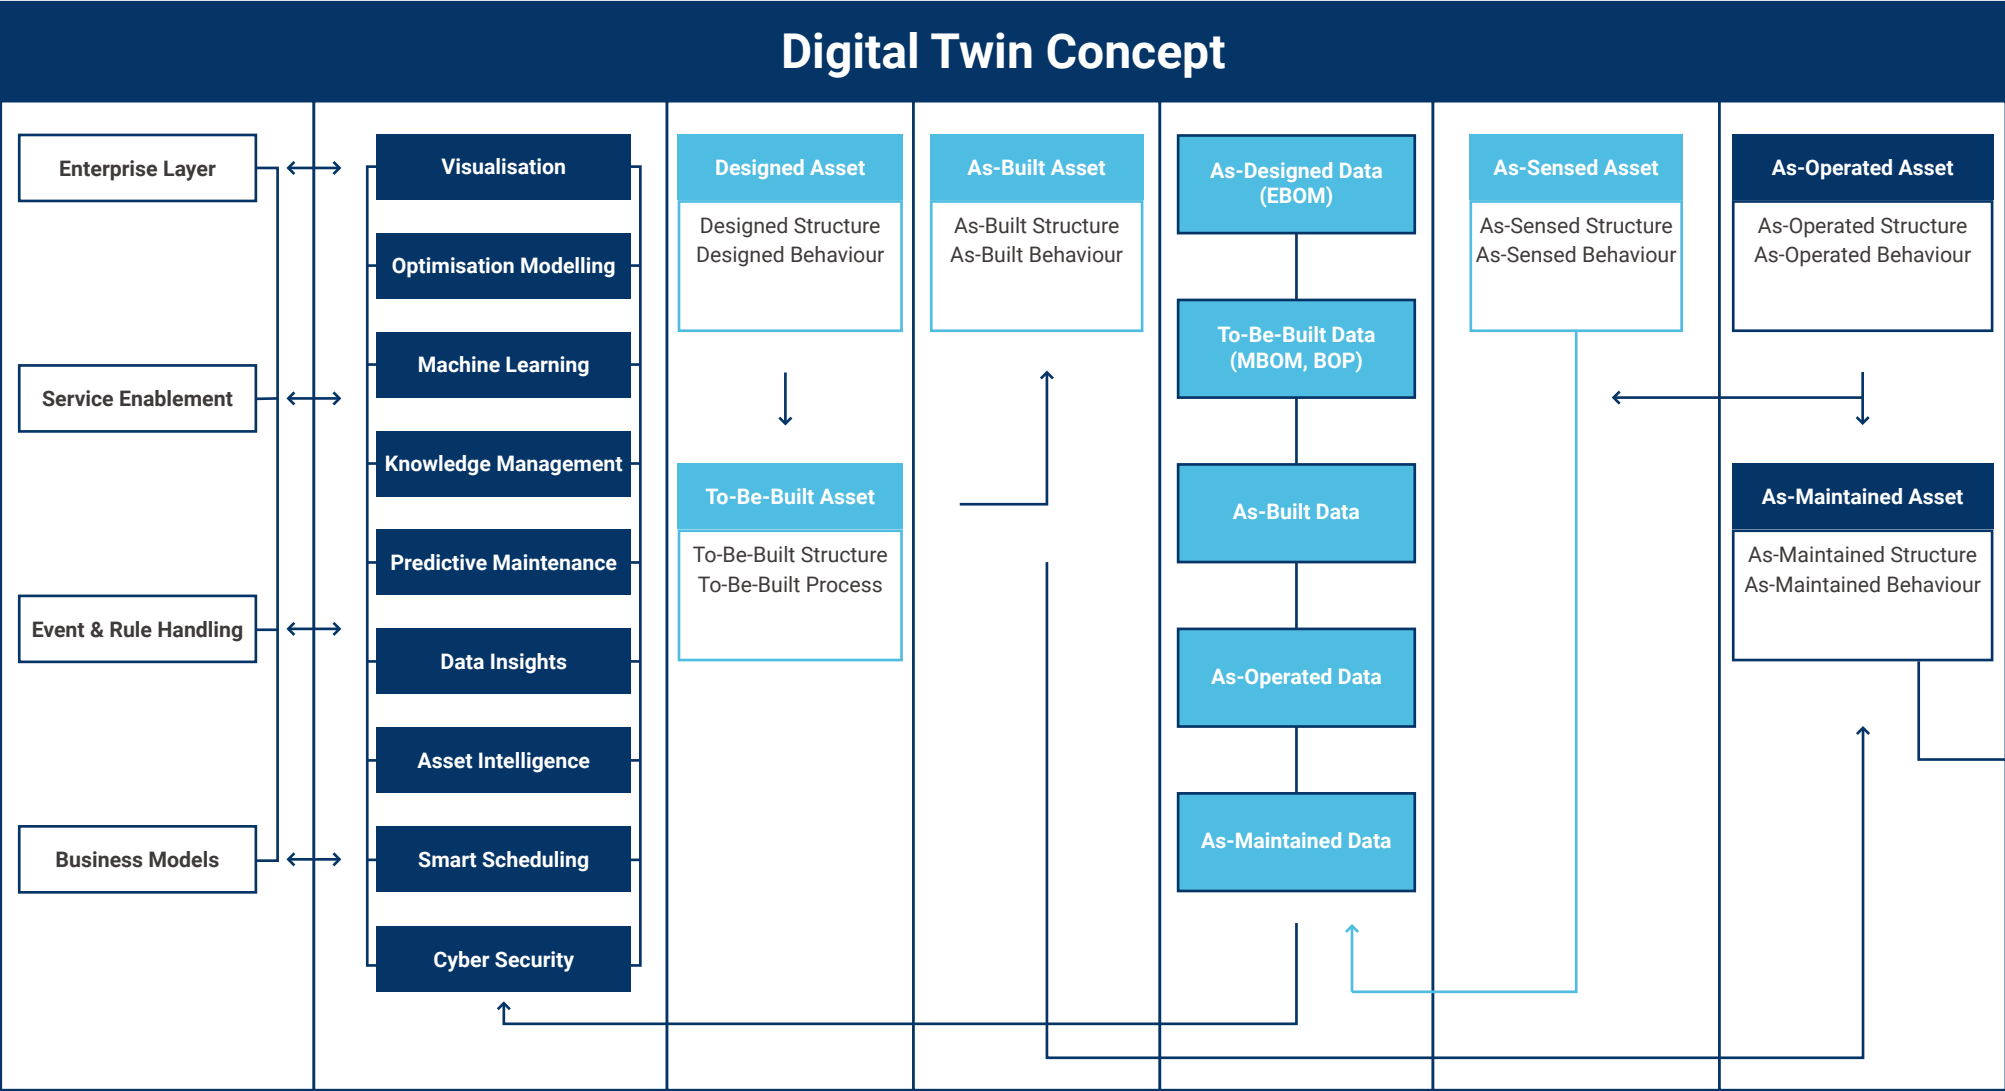 Digital Twin Concept
Enterprise Layer
Service Enablement
Event & Rule Handling
Business Models
Visualisation
Optimisation Modelling
Machine Learning
Knowledge Management
Predictive Maintenance
Data Insights
Asset Intelligence
Smart Scheduling
Cyber Security
Designed Asset
Designed Structure
Designed Behaviour
To-Be-Built Asset
To-Be-Built Structure
To-Be-Built Process
As-Built Asset
As-Built Structure
As-Built Behaviour
As-Designed Data
(EBOM)
To-Be-Built Data
(MBOM, BOP)
As-Built Data
As-Operated Data
As-Maintained Data
As-Sensed Asset
As-Sensed Structure
As-Sensed Behaviour
As-Operated Asset
As-Operated Structure
As-Operated Behaviour
As-Maintained Asset
As-Maintained Structure
As-Maintained Behaviour